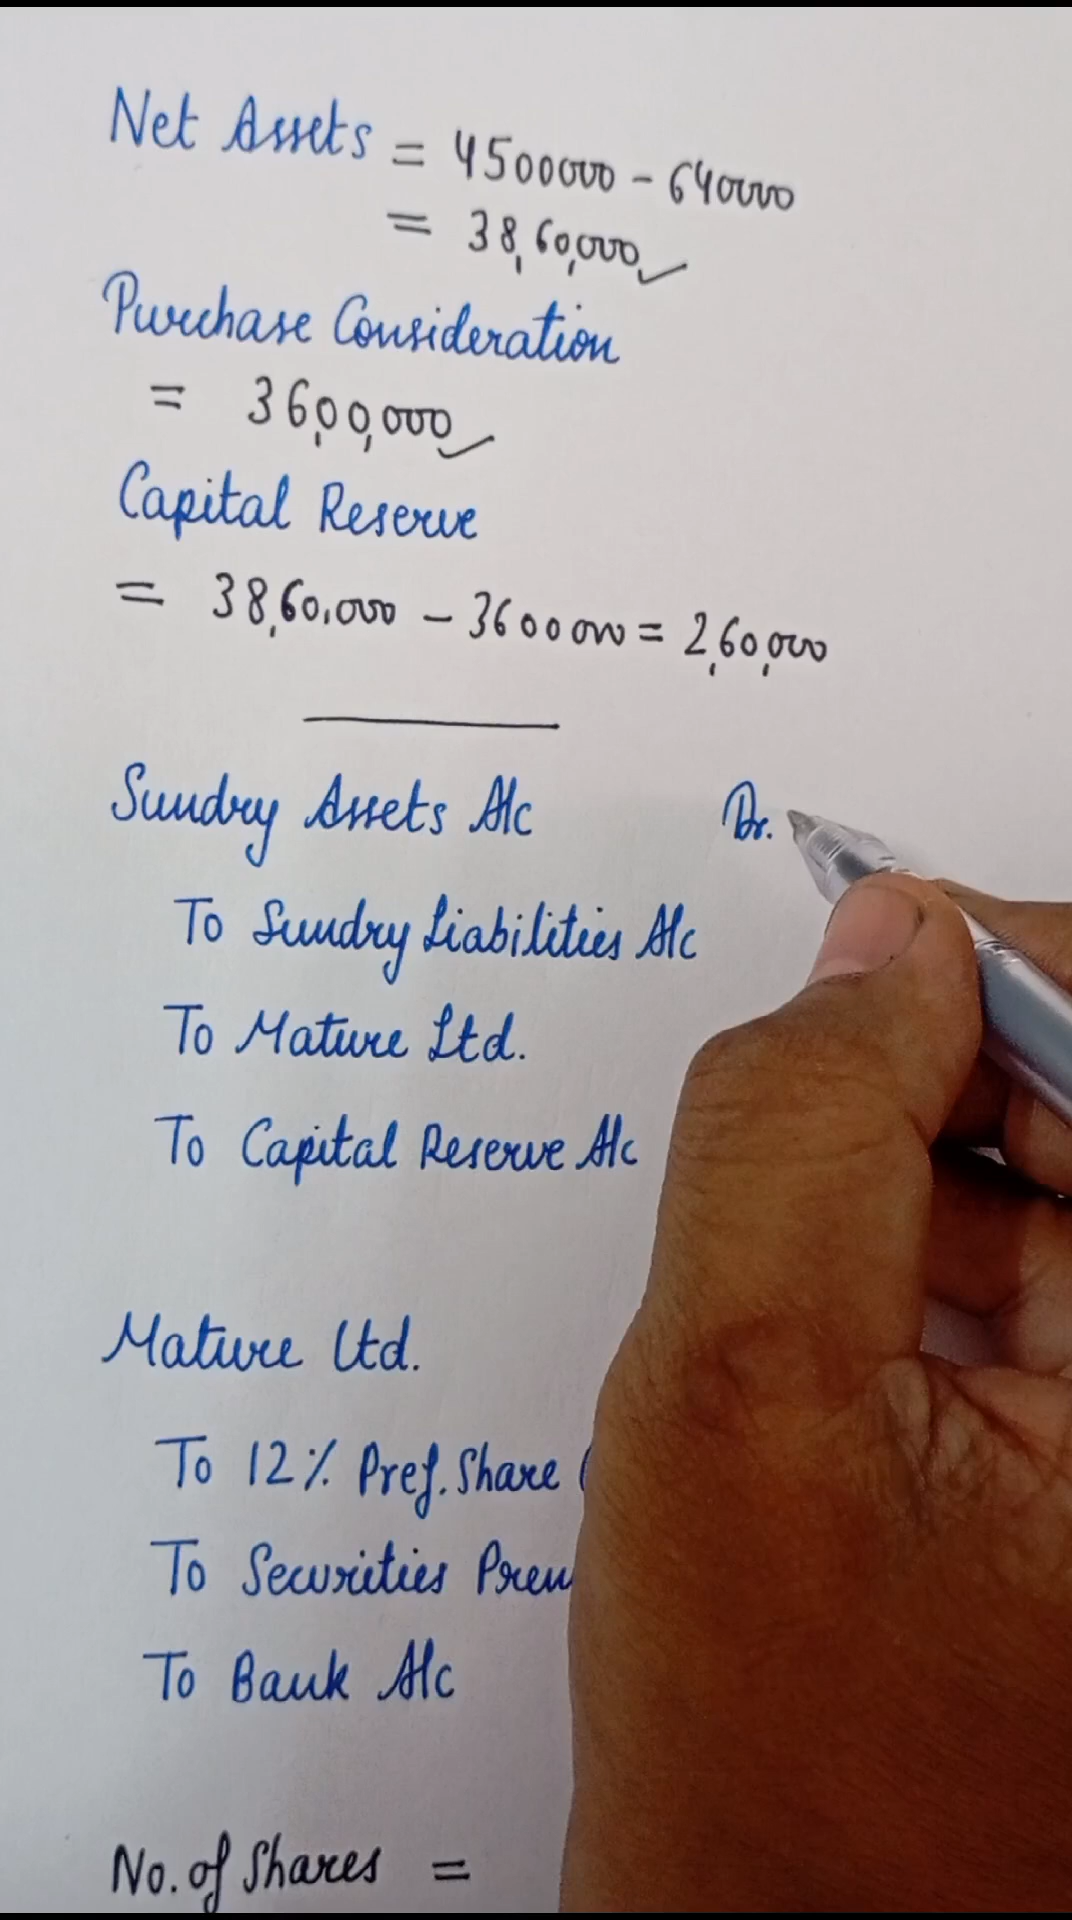 Net Assets = 4500000 - 640000
= 38,60,000
Purchase Consideration
= 36,00,000
Capital Reserve
= 38,60,000 - 3600000 = 2,60,000
Sundry Assets A/c Dr.
To Sundry Liabilities A/c
To Mature Ltd.
To Capital Reserve A/c
Mature Ltd.
To 12% Pref. Share (
To Securities Prem
To Bank A/c
No. of Shares =